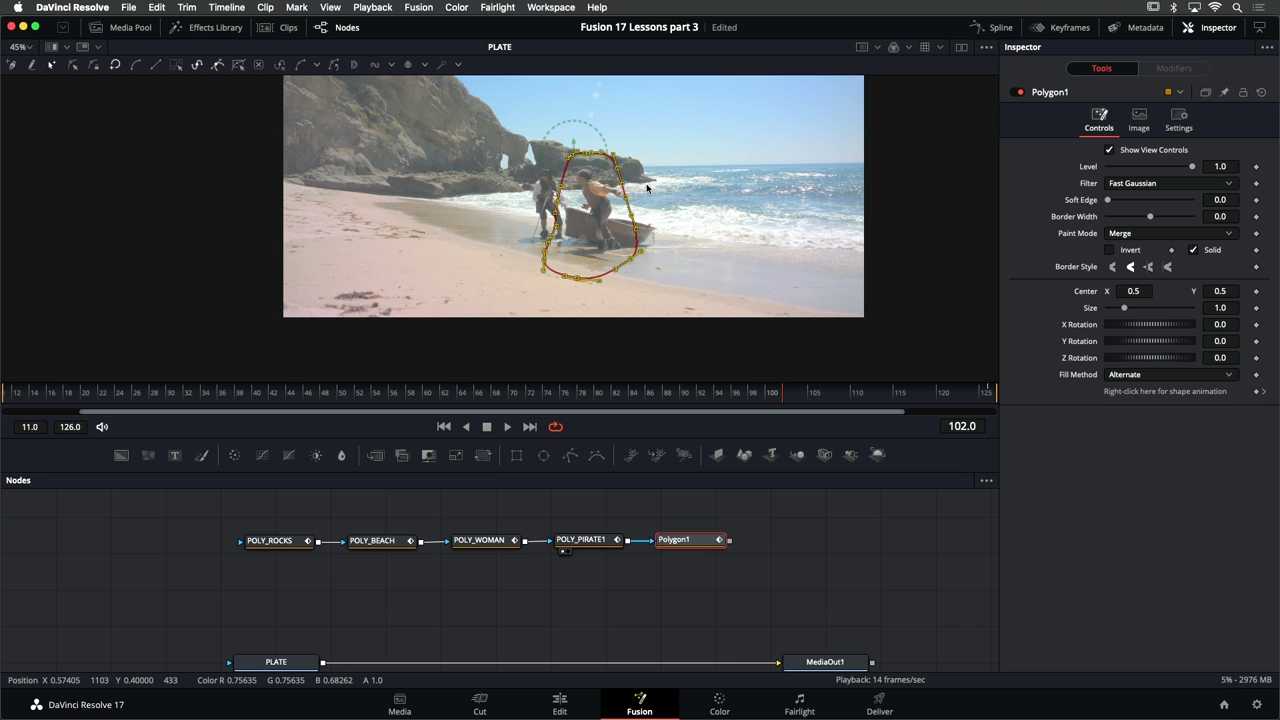 DaVinci Resolve File Edit Trim Timeline Clip Mark View Playback Fusion Color Fairlight Workspace Help
Media Pool Effects Library Clips Nodes Fusion 17 Lessons part 3 Edited Spline Keyframes Metadata Inspector
45% PLATE Inspector
Tools Modifiers
Polygon1
Controls Image Settings
Show View Controls
Level 1.0
Filter Fast Gaussian
Soft Edge 0.0
Border Width 0.0
Paint Mode Merge
Invert Solid
Border Style
Center X 0.5 Y 0.5
Size 1.0
X Rotation 0.0
Y Rotation 0.0
Z Rotation 0.0
Fill Method Alternate
Right-click here for shape animation
12 14 16 18 20 22 24 26 28 30 32 34 36 38 40 42 44 46 48 50 52 54 56 58 60 62 64 66 68 70 72 74 76 78 80 82 84 86 88 90 92 94 96 98 100 105 110 115 120 125
11.0 126.0 102.0
Nodes
POLY_ROCKS POLY_BEACH POLY_WOMAN POLY_PIRATE1 Polygon1
PLATE MediaOut1
Position X 0.57405 1103 Y 0.40000 433 Color R 0.75635 G 0.75635 B 0.68262 A 1.0 Playback: 14 frames/sec 5% - 2976 MB
DaVinci Resolve 17 Media Cut Edit Fusion Color Fairlight Deliver